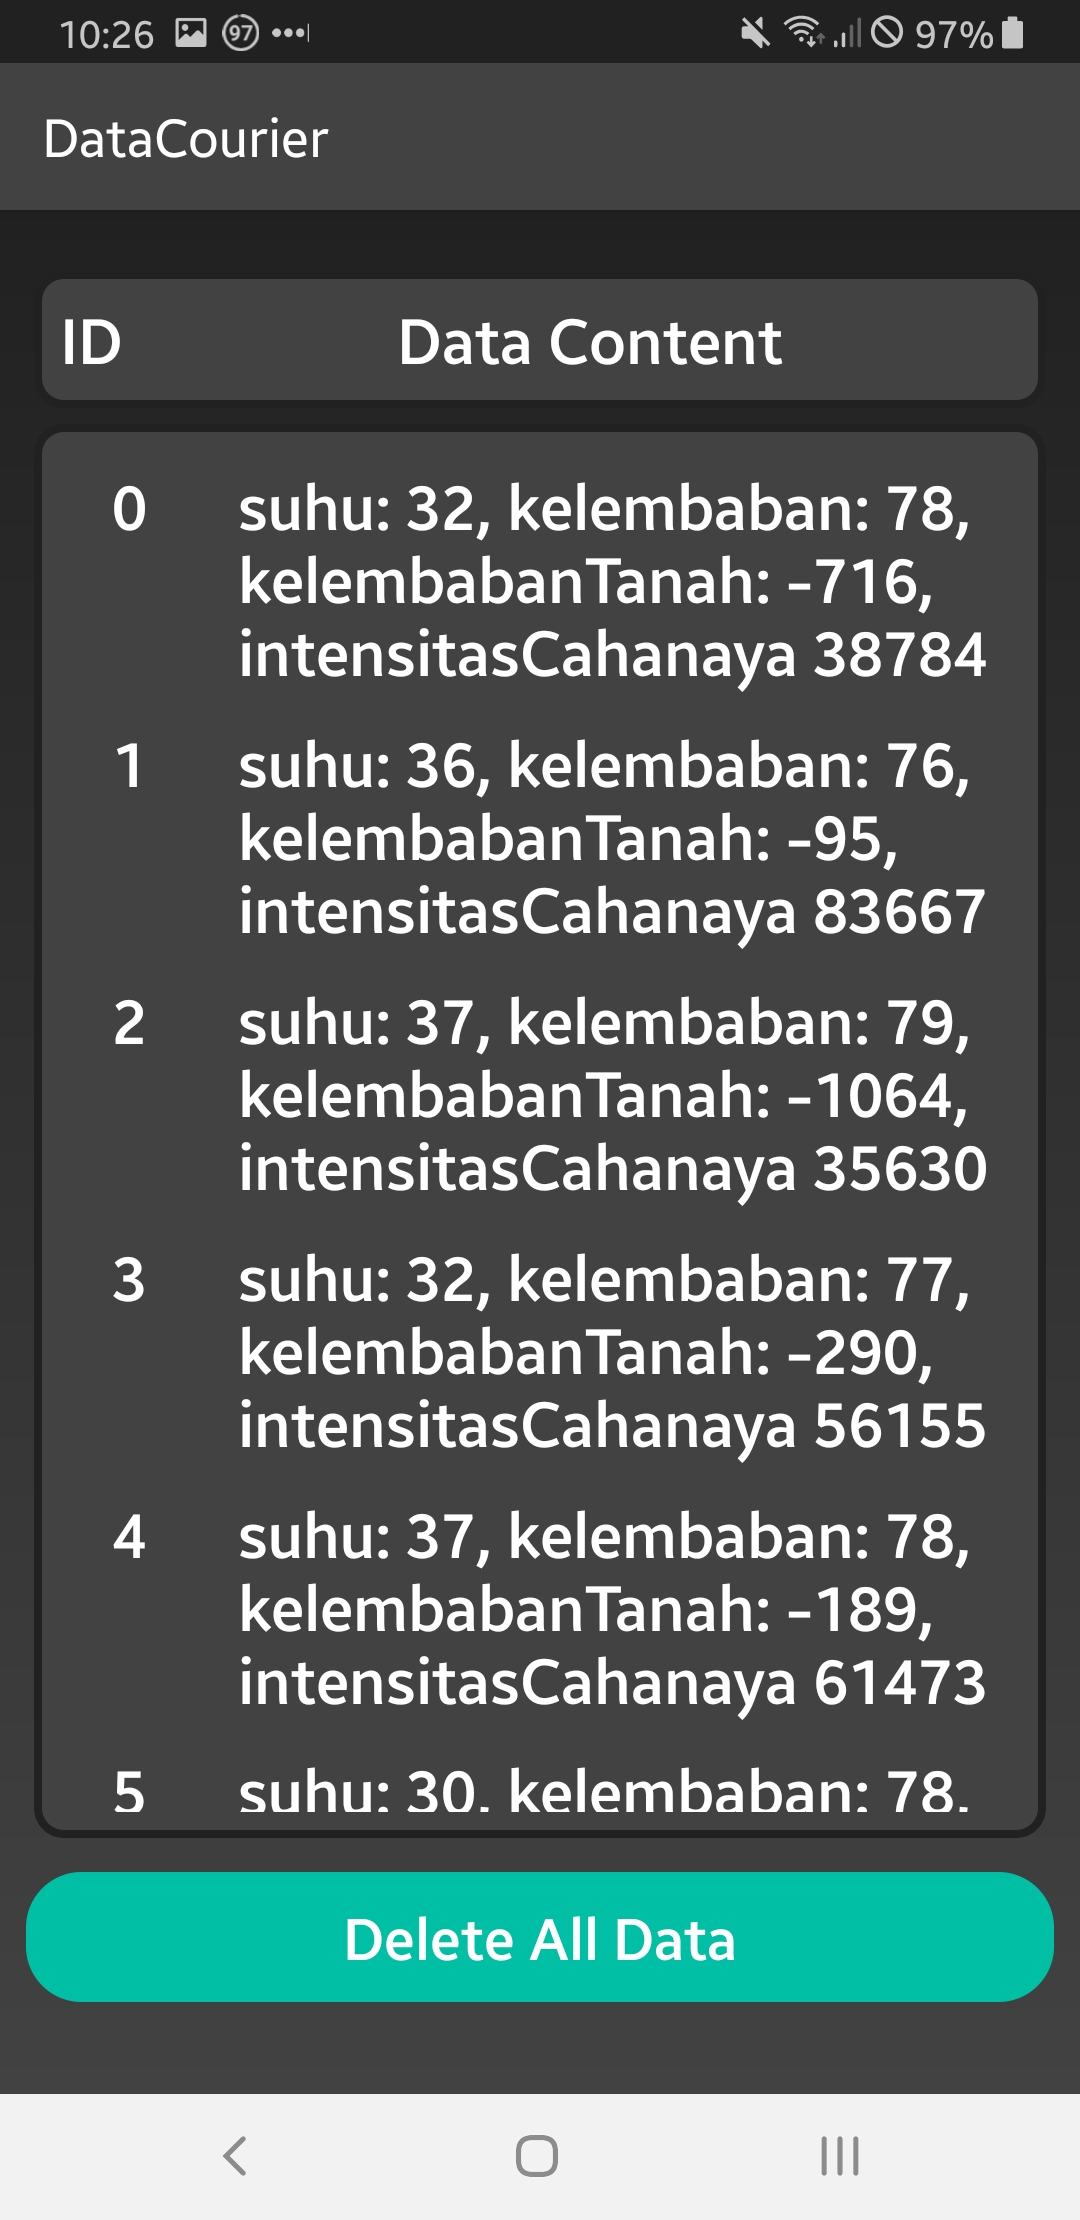 10:26 97 97%
DataCourier
ID Data Content
0 suhu: 32, kelembaban: 78,
kelembabanTanah: -716,
intensitasCahanaya 38784
1 suhu: 36, kelembaban: 76,
kelembabanTanah: -95,
intensitasCahanaya 83667
2 suhu: 37, kelembaban: 79,
kelembabanTanah: -1064,
intensitasCahanaya 35630
3 suhu: 32, kelembaban: 77,
kelembabanTanah: -290,
intensitasCahanaya 56155
4 suhu: 37, kelembaban: 78,
kelembabanTanah: -189,
intensitasCahanaya 61473
5 suhu: 30, kelembaban: 78,
Delete All Data